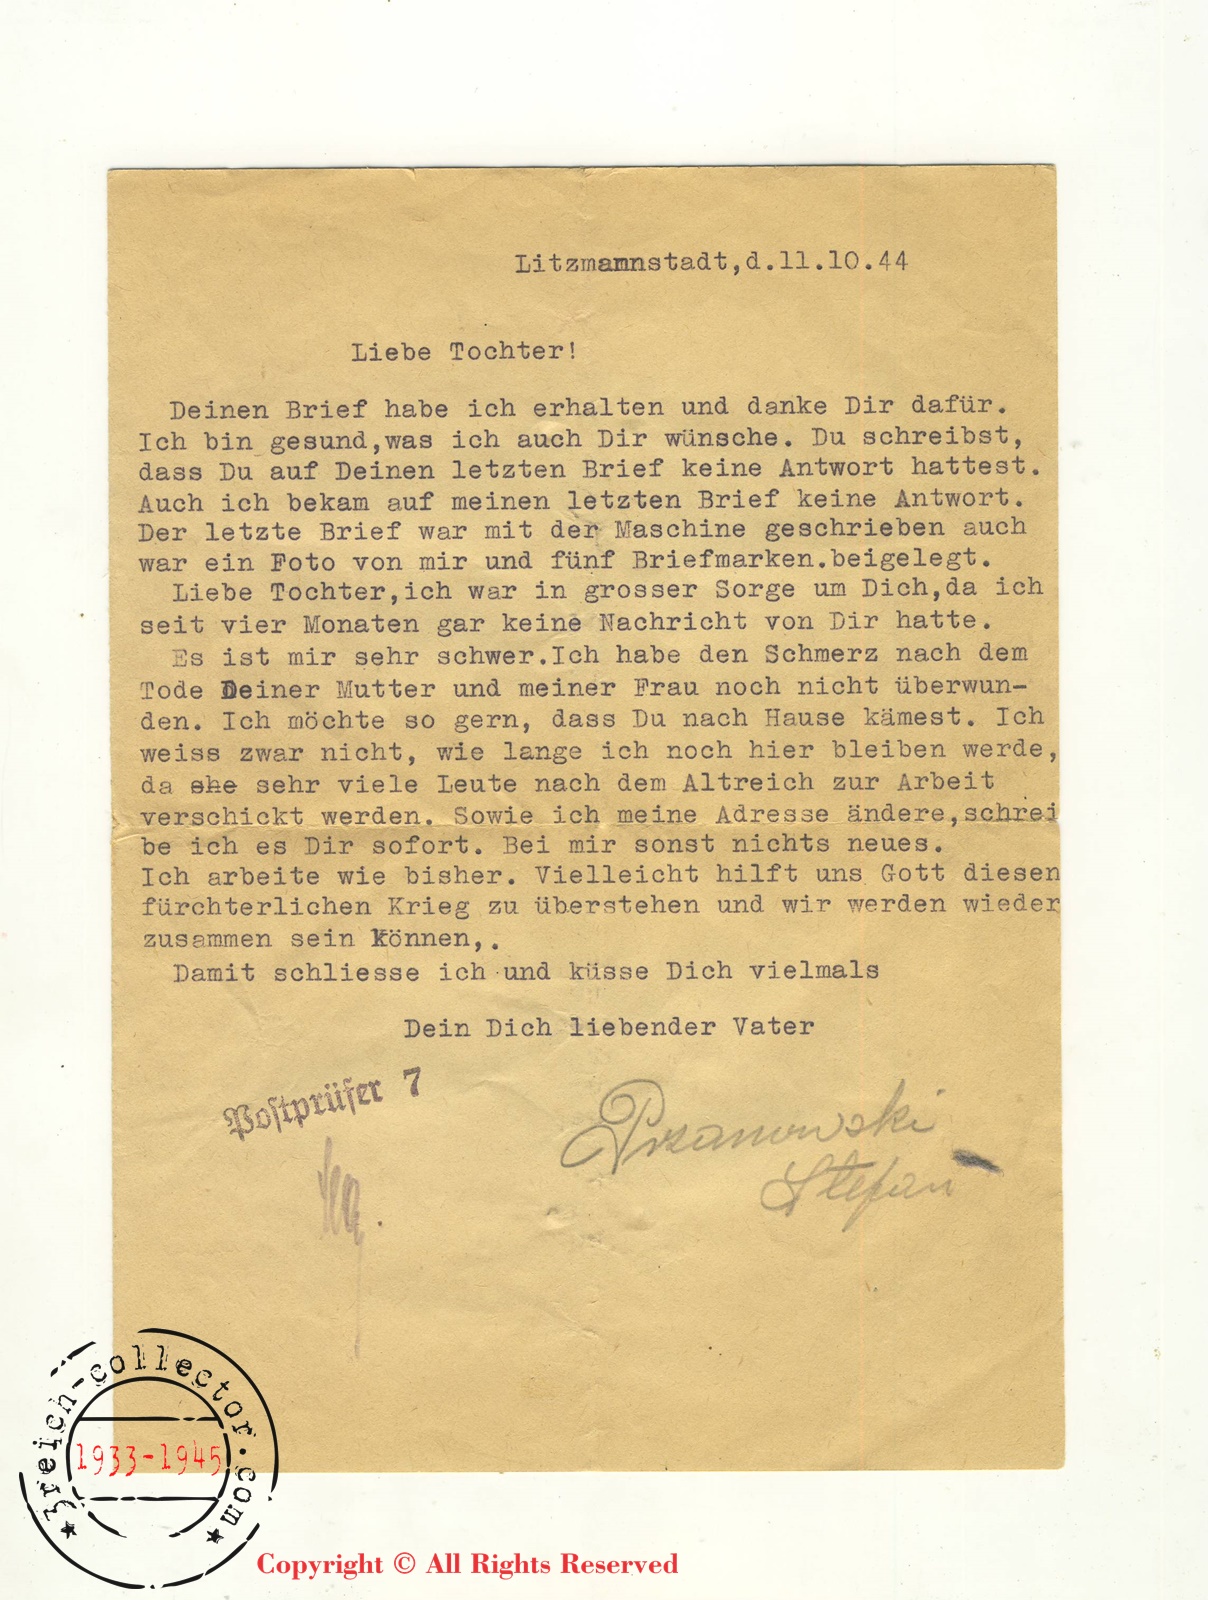 Litzmannstadt,d.11.10.44
Liebe Tochter!
Deinen Brief habe ich erhalten und danke Dir dafür.
Ich bin gesund,was ich auch Dir wünsche. Du schreibst,
dass Du auf Deinen letzten Brief keine Antwort hattest.
Auch ich bekam auf meinen letzten Brief keine Antwort.
Der letzte Brief war mit der Maschine geschrieben auch
war ein Foto von mir und fünf Briefmarken.beigelegt.
Liebe Tochter,ich war in grosser Sorge um Dich,da ich
seit vier Monaten gar keine Nachricht von Dir hatte.
Es ist mir sehr schwer.Ich habe den Schmerz nach dem
Tode Deiner Mutter und meiner Frau noch nicht überwun-
den. Ich möchte so gern, dass Du nach Hause kämest. Ich
weiss zwar nicht, wie lange ich noch hier bleiben werde,
da she sehr viele Leute nach dem Altreich zur Arbeit
verschickt werden. Sowie ich meine Adresse ändere,schrei
be ich es Dir sofort. Bei mir sonst nichts neues.
Ich arbeite wie bisher. Vielleicht hilft uns Gott diesen
fürchterlichen Krieg zu überstehen und wir werden wieder
zusammen sein können,.
Damit schliesse ich und küsse Dich vielmals
Dein Dich liebender Vater
Postprüfer 7
Przanowski
Stefan
3reich-collector.com
1933-1945
Copyright © All Rights Reserved